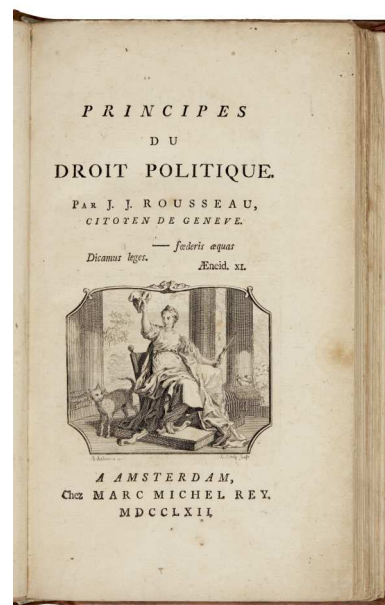 PRINCIPES
DU
DROIT POLITIQUE.
PAR J. J. ROUSSEAU,
CITOYEN DE GENEVE.
— fœderis æquas
Dicamus leges.
Æneid. XI.
A AMSTERDAM,
Chez MARC MICHEL REY.
MDCCLXII.